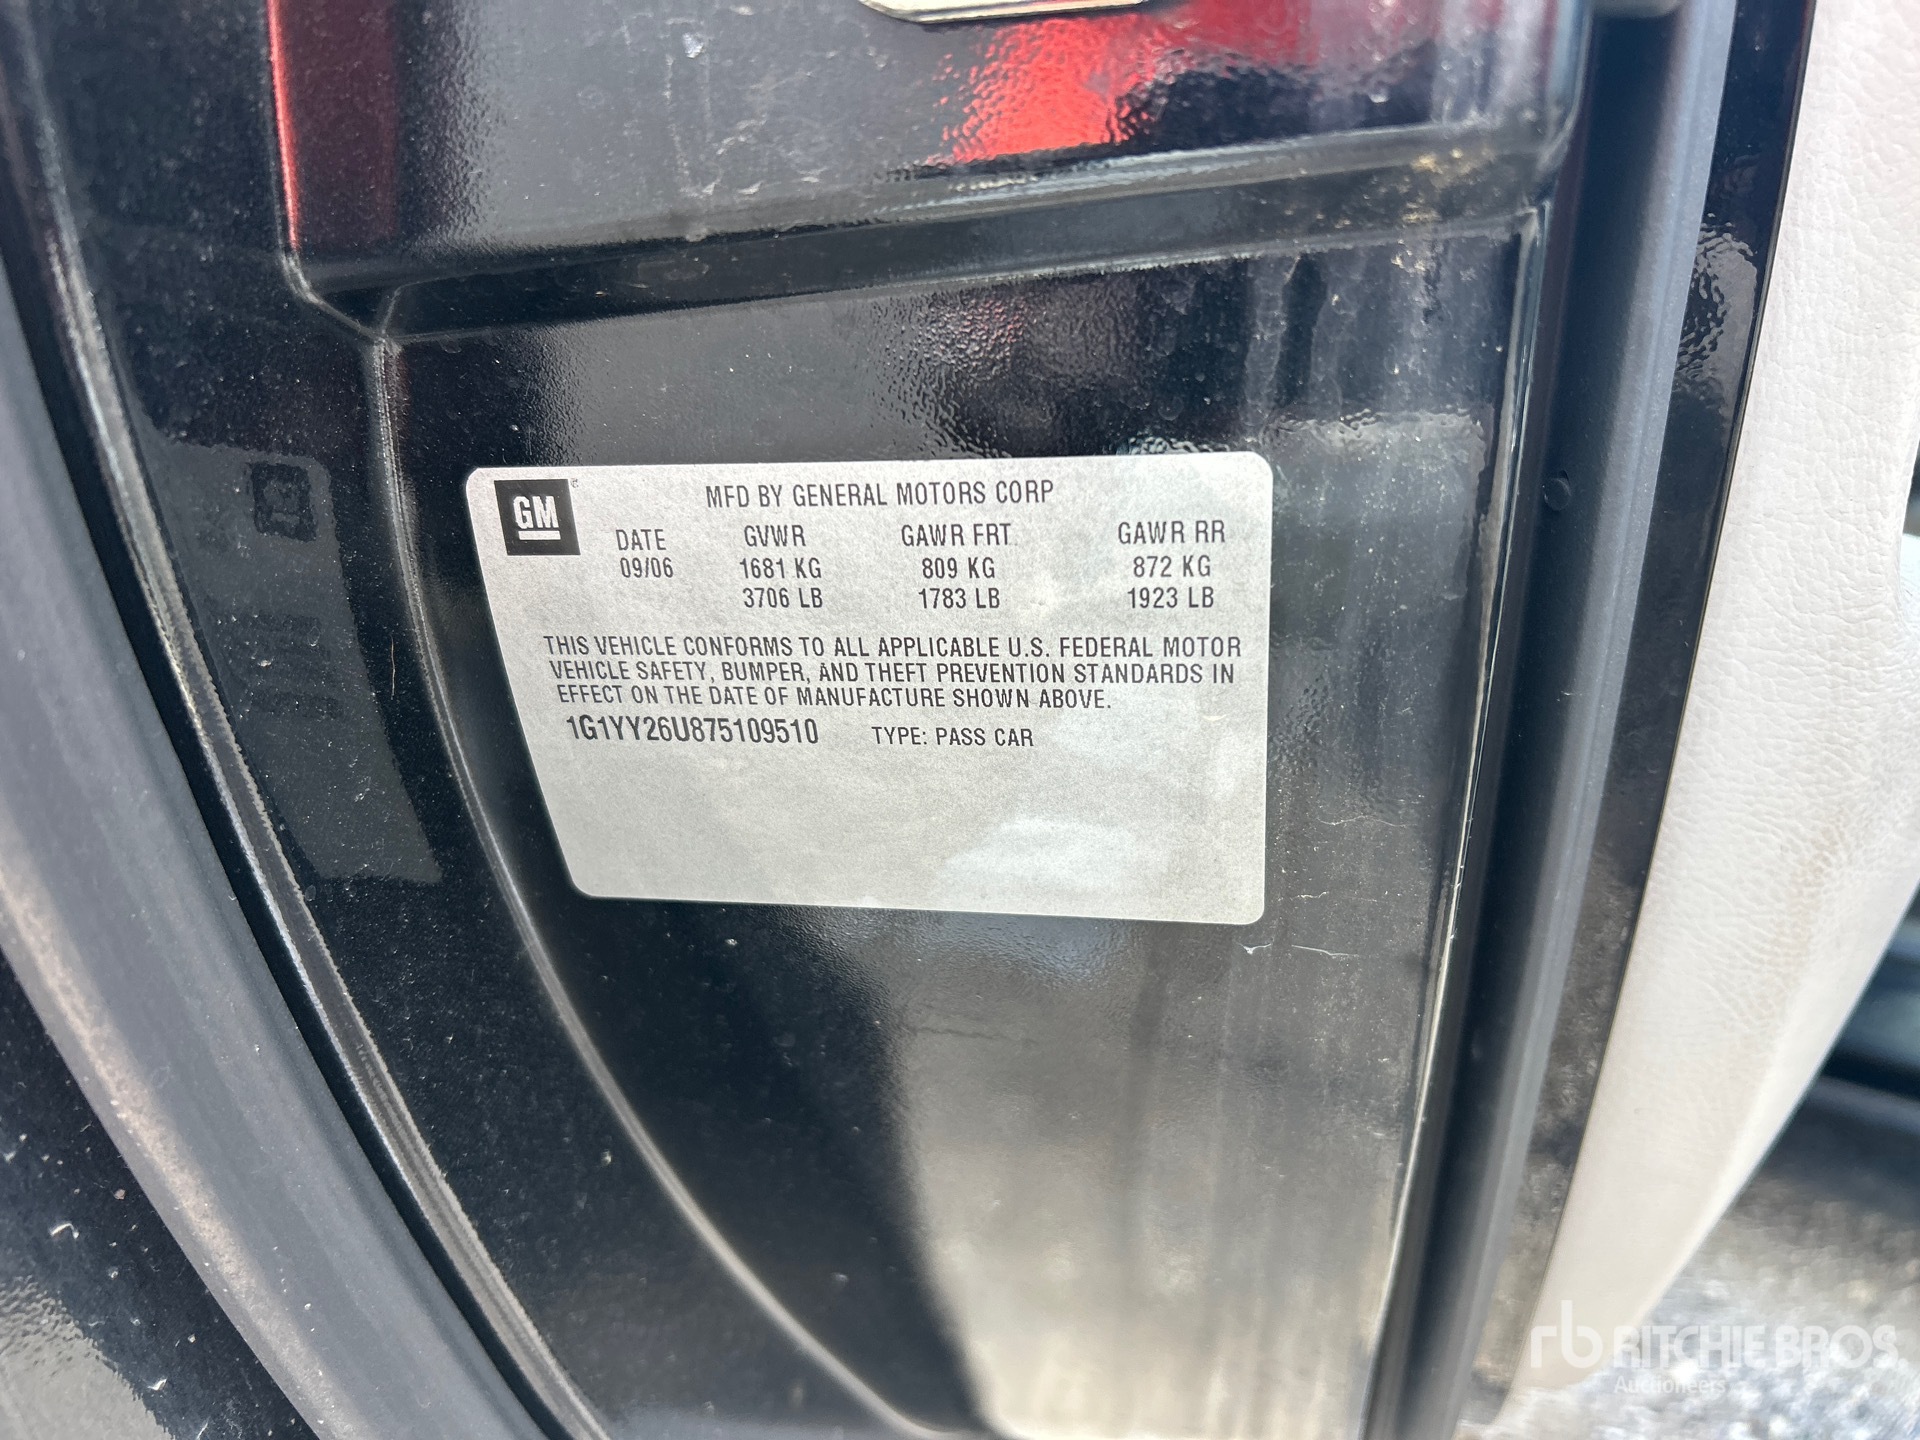 GM
MFD BY GENERAL MOTORS CORP
DATE GVWR GAWR FRT GAWR RR
09/06 1681 KG 809 KG 872 KG
3706 LB 1783 LB 1923 LB
THIS VEHICLE CONFORMS TO ALL APPLICABLE U.S. FEDERAL MOTOR
VEHICLE SAFETY, BUMPER, AND THEFT PREVENTION STANDARDS IN
EFFECT ON THE DATE OF MANUFACTURE SHOWN ABOVE.
1G1YY26U875109510 TYPE: PASS CAR
rb RITCHIE BROS
Auctioneers